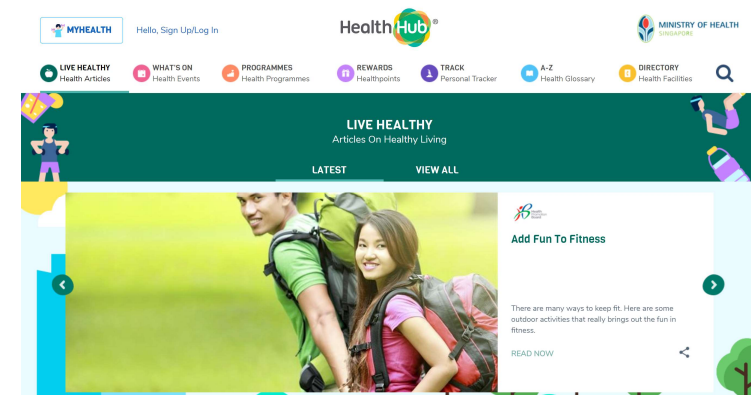 MYHEALTH
Hello, Sign Up/Log In
HealthHub®
MINISTRY OF HEALTH
SINGAPORE
LIVE HEALTHY
Health Articles
WHAT'S ON
Health Events
PROGRAMMES
Health Programmes
REWARDS
Healthpoints
TRACK
Personal Tracker
A-Z
Health Glossary
DIRECTORY
Health Facilities
LIVE HEALTHY
Articles On Healthy Living
LATEST
VIEW ALL
Health
Promotion
Board
Add Fun To Fitness
There are many ways to keep fit. Here are some
outdoor activities that really brings out the fun in
fitness.
READ NOW